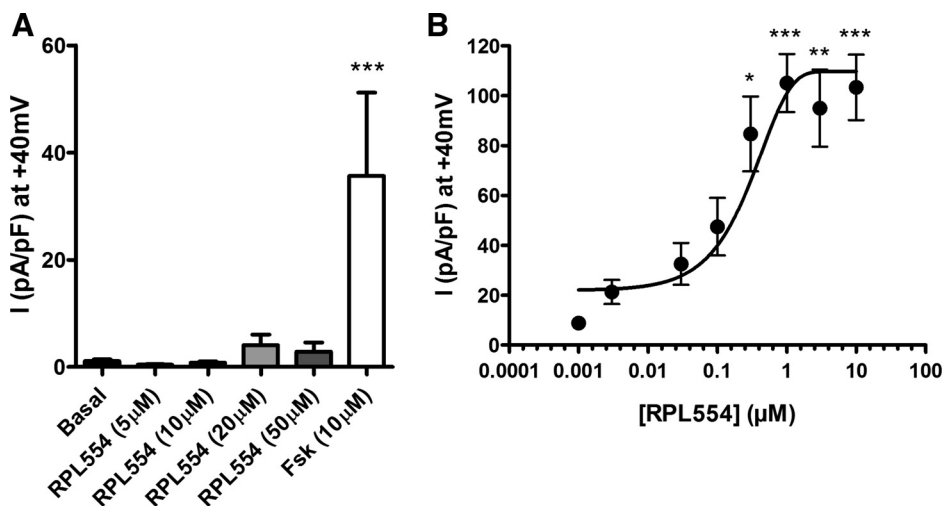 A
I (pA/pF) at +40mV
60
40
20
0
***
Basal
RPL554 (5µM)
RPL554 (10µM)
RPL554 (20µM)
RPL554 (50µM)
Fsk (10µM)
B
I (pA/pF) at +40mV
120
100
80
60
40
20
0
*
***
**
***
0.0001 0.001 0.01 0.1 1 10 100
[RPL554] (µM)